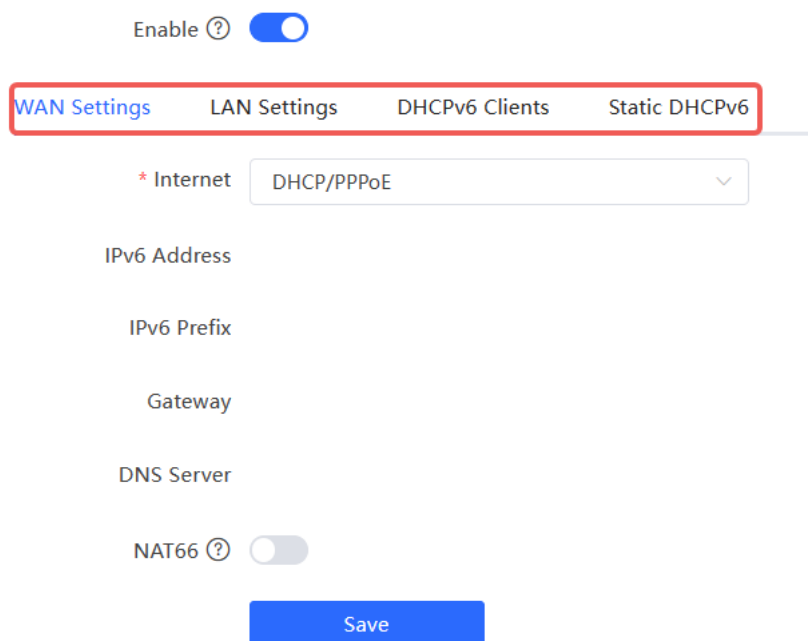 Enable ?
WAN Settings LAN Settings DHCPv6 Clients Static DHCPv6
* Internet DHCP/PPPoE
IPv6 Address
IPv6 Prefix
Gateway
DNS Server
NAT66 ?
Save